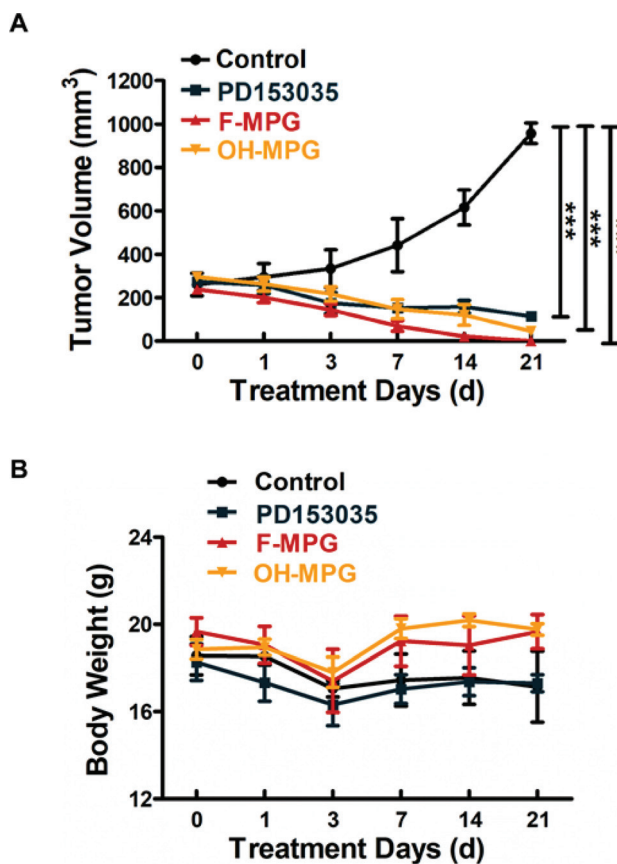 A
Control
PD153035
F-MPG
OH-MPG
Tumor Volume (mm³)
1200
1000
800
600
400
200
0
***
***
0 1 3 7 14 21
Treatment Days (d)
B
Control
PD153035
F-MPG
OH-MPG
Body Weight (g)
24
20
16
12
0 1 3 7 14 21
Treatment Days (d)